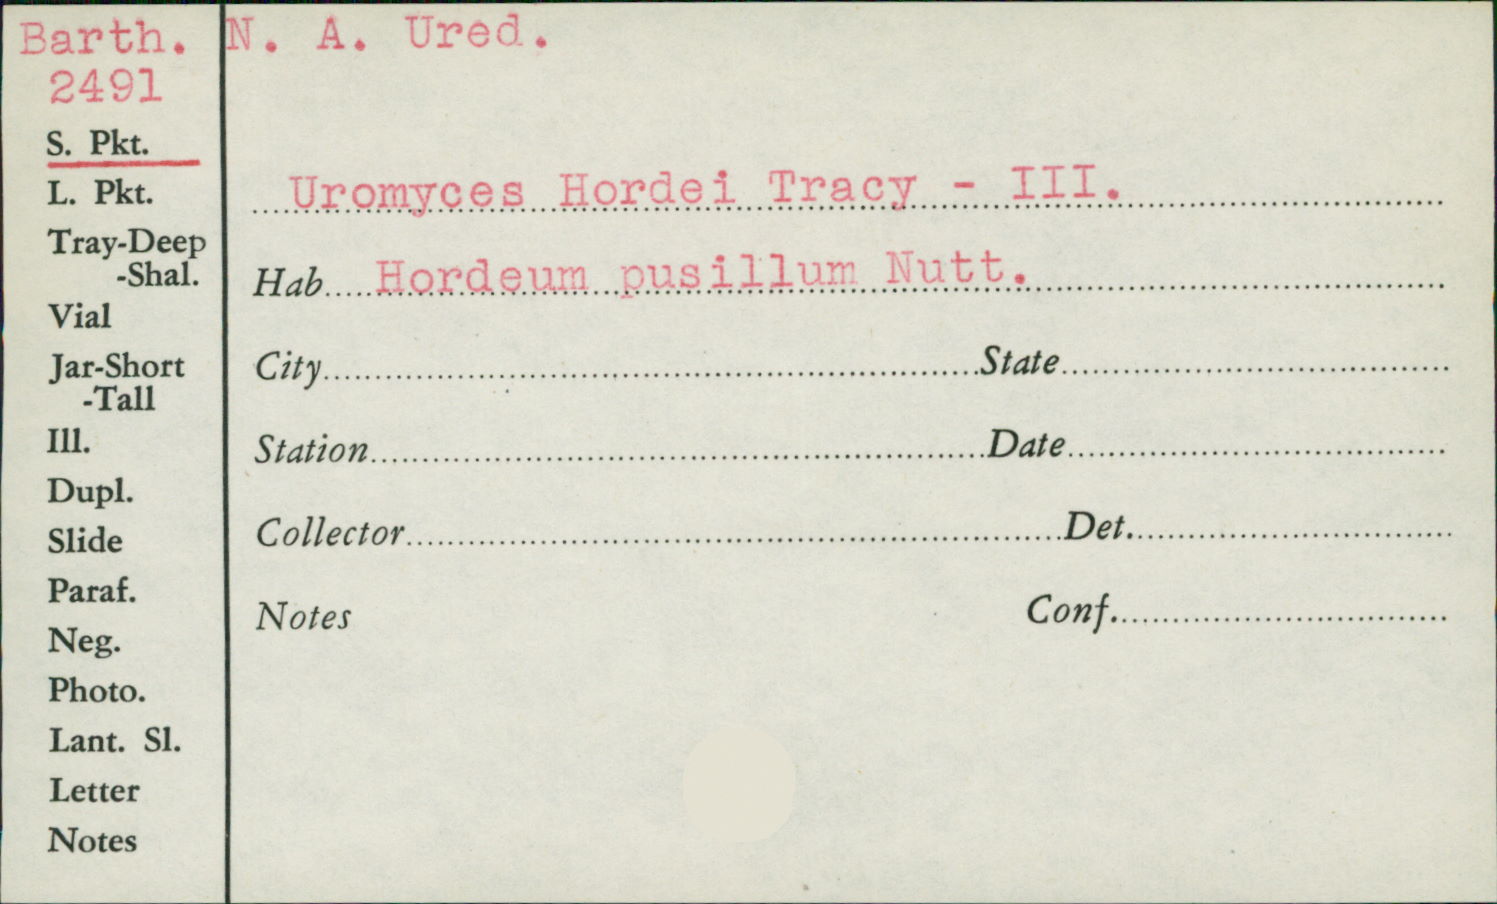 Barth. N. A. Ured.
2491
S. Pkt.
L. Pkt.
Tray-Deep
-Shal.
Vial
Jar-Short
-Tall
Ill.
Dupl.
Slide
Paraf.
Neg.
Photo.
Lant. Sl.
Letter
Notes
Uromyces Hordei Tracy - III.
Hab Hordeum pusillum Nutt.
City State
Station Date
Collector Det.
Notes Conf.